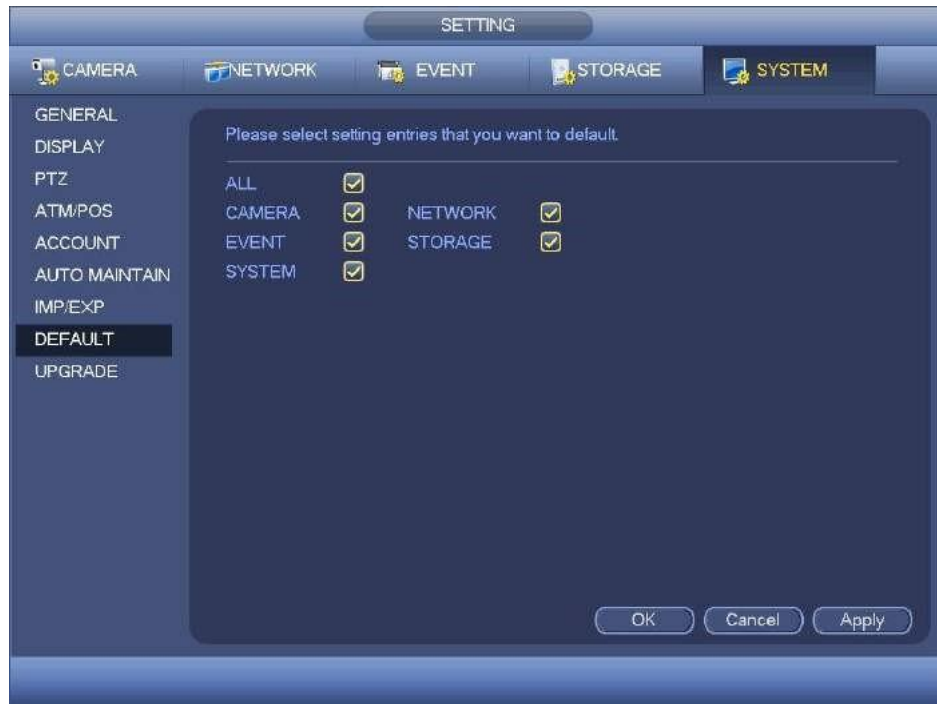 SETTING
CAMERA NETWORK EVENT STORAGE SYSTEM
GENERAL
DISPLAY
PTZ
ATM/POS
ACCOUNT
AUTO MAINTAIN
IMP/EXP
DEFAULT
UPGRADE
Please select setting entries that you want to default.
ALL
CAMERA NETWORK
EVENT STORAGE
SYSTEM
OK Cancel Apply